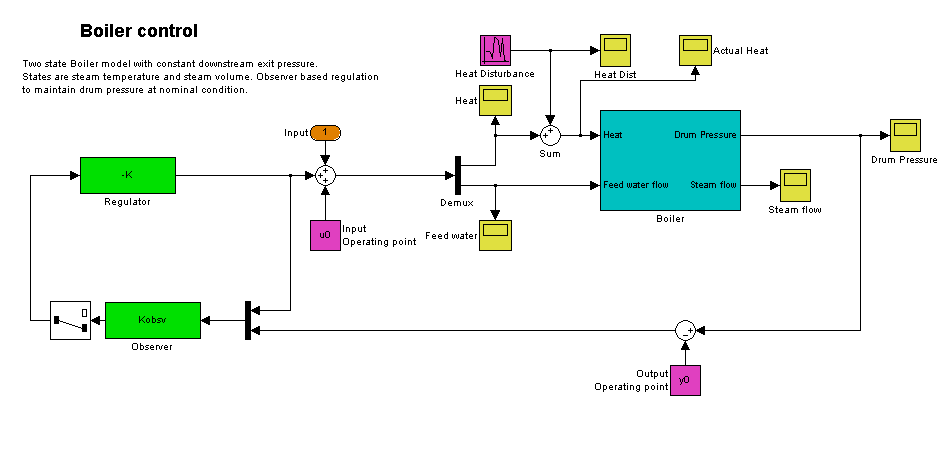 Boiler control
Two state Boiler model with constant downstream exit pressure.
States are steam temperature and steam volume. Observer based regulation
to maintain drum pressure at nominal condition.
Heat Disturbance
Heat Dist
Actual Heat
Heat
Input
1
Sum
Heat
Drum Pressure
Feed water flow
Steam flow
Boiler
Drum Pressure
Steam flow
-K
Regulator
Demux
u0
Input
Operating point
Feed water
0
Kobsv
Observer
Output
Operating point
y0